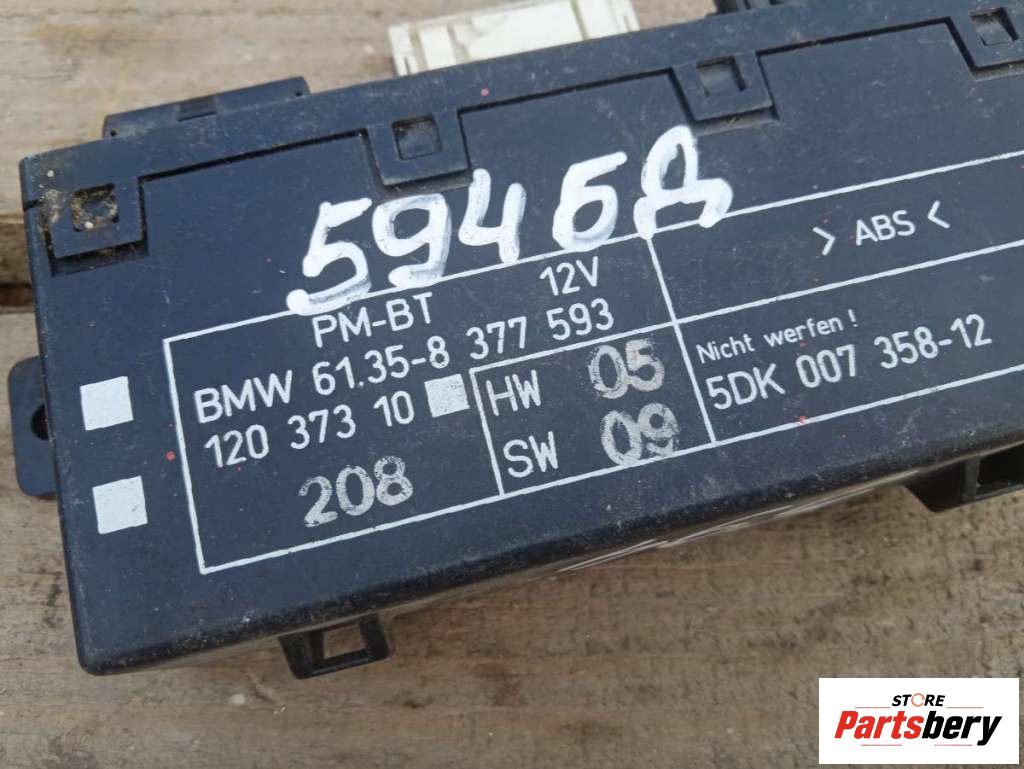 594БД
PM-BT 12V
BMW 61.35-8 377 593
120 373 10
208
HW 05
SW 09
> ABS <
Nicht werfen!
5DK 007 358-12
STORE
Partsbery